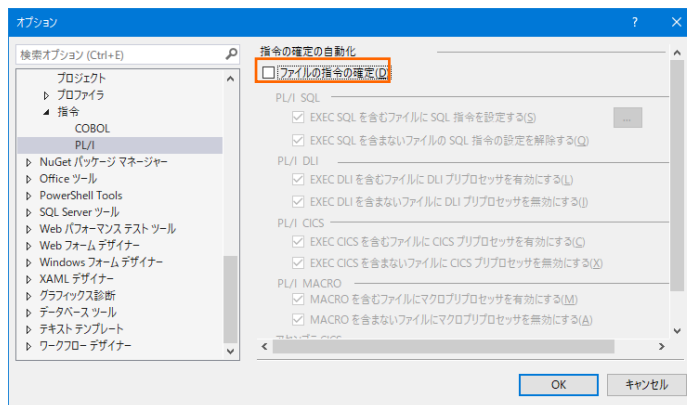 オプション
検索オプション (Ctrl+E)
プロジェクト
プロファイラ
指令
COBOL
PL/I
NuGet パッケージ マネージャー
Office ツール
PowerShell Tools
SQL Server ツール
Web パフォーマンス テスト ツール
Web フォーム デザイナー
Windows フォーム デザイナー
XAML デザイナー
グラフィックス診断
データベース ツール
テキスト テンプレート
ワークフロー デザイナー
指令の確定の自動化
ファイルの指令の確定(D)
PL/I SQL
EXEC SQL を含むファイルに SQL 指令を設定する(S)
...
EXEC SQL を含まないファイルの SQL 指令の設定を解除する(Q)
PL/I DLI
EXEC DLI を含むファイルに DLI プリプロセッサを有効にする(L)
EXEC DLI を含まないファイルに DLI プリプロセッサを無効にする(I)
PL/I CICS
EXEC CICS を含むファイルに CICS プリプロセッサを有効にする(C)
EXEC CICS を含まないファイルに CICS プリプロセッサを無効にする(X)
PL/I MACRO
MACRO を含むファイルにマクロプリプロセッサを有効にする(M)
MACRO を含まないファイルにマクロプリプロセッサを無効にする(A)
OK
キャンセル